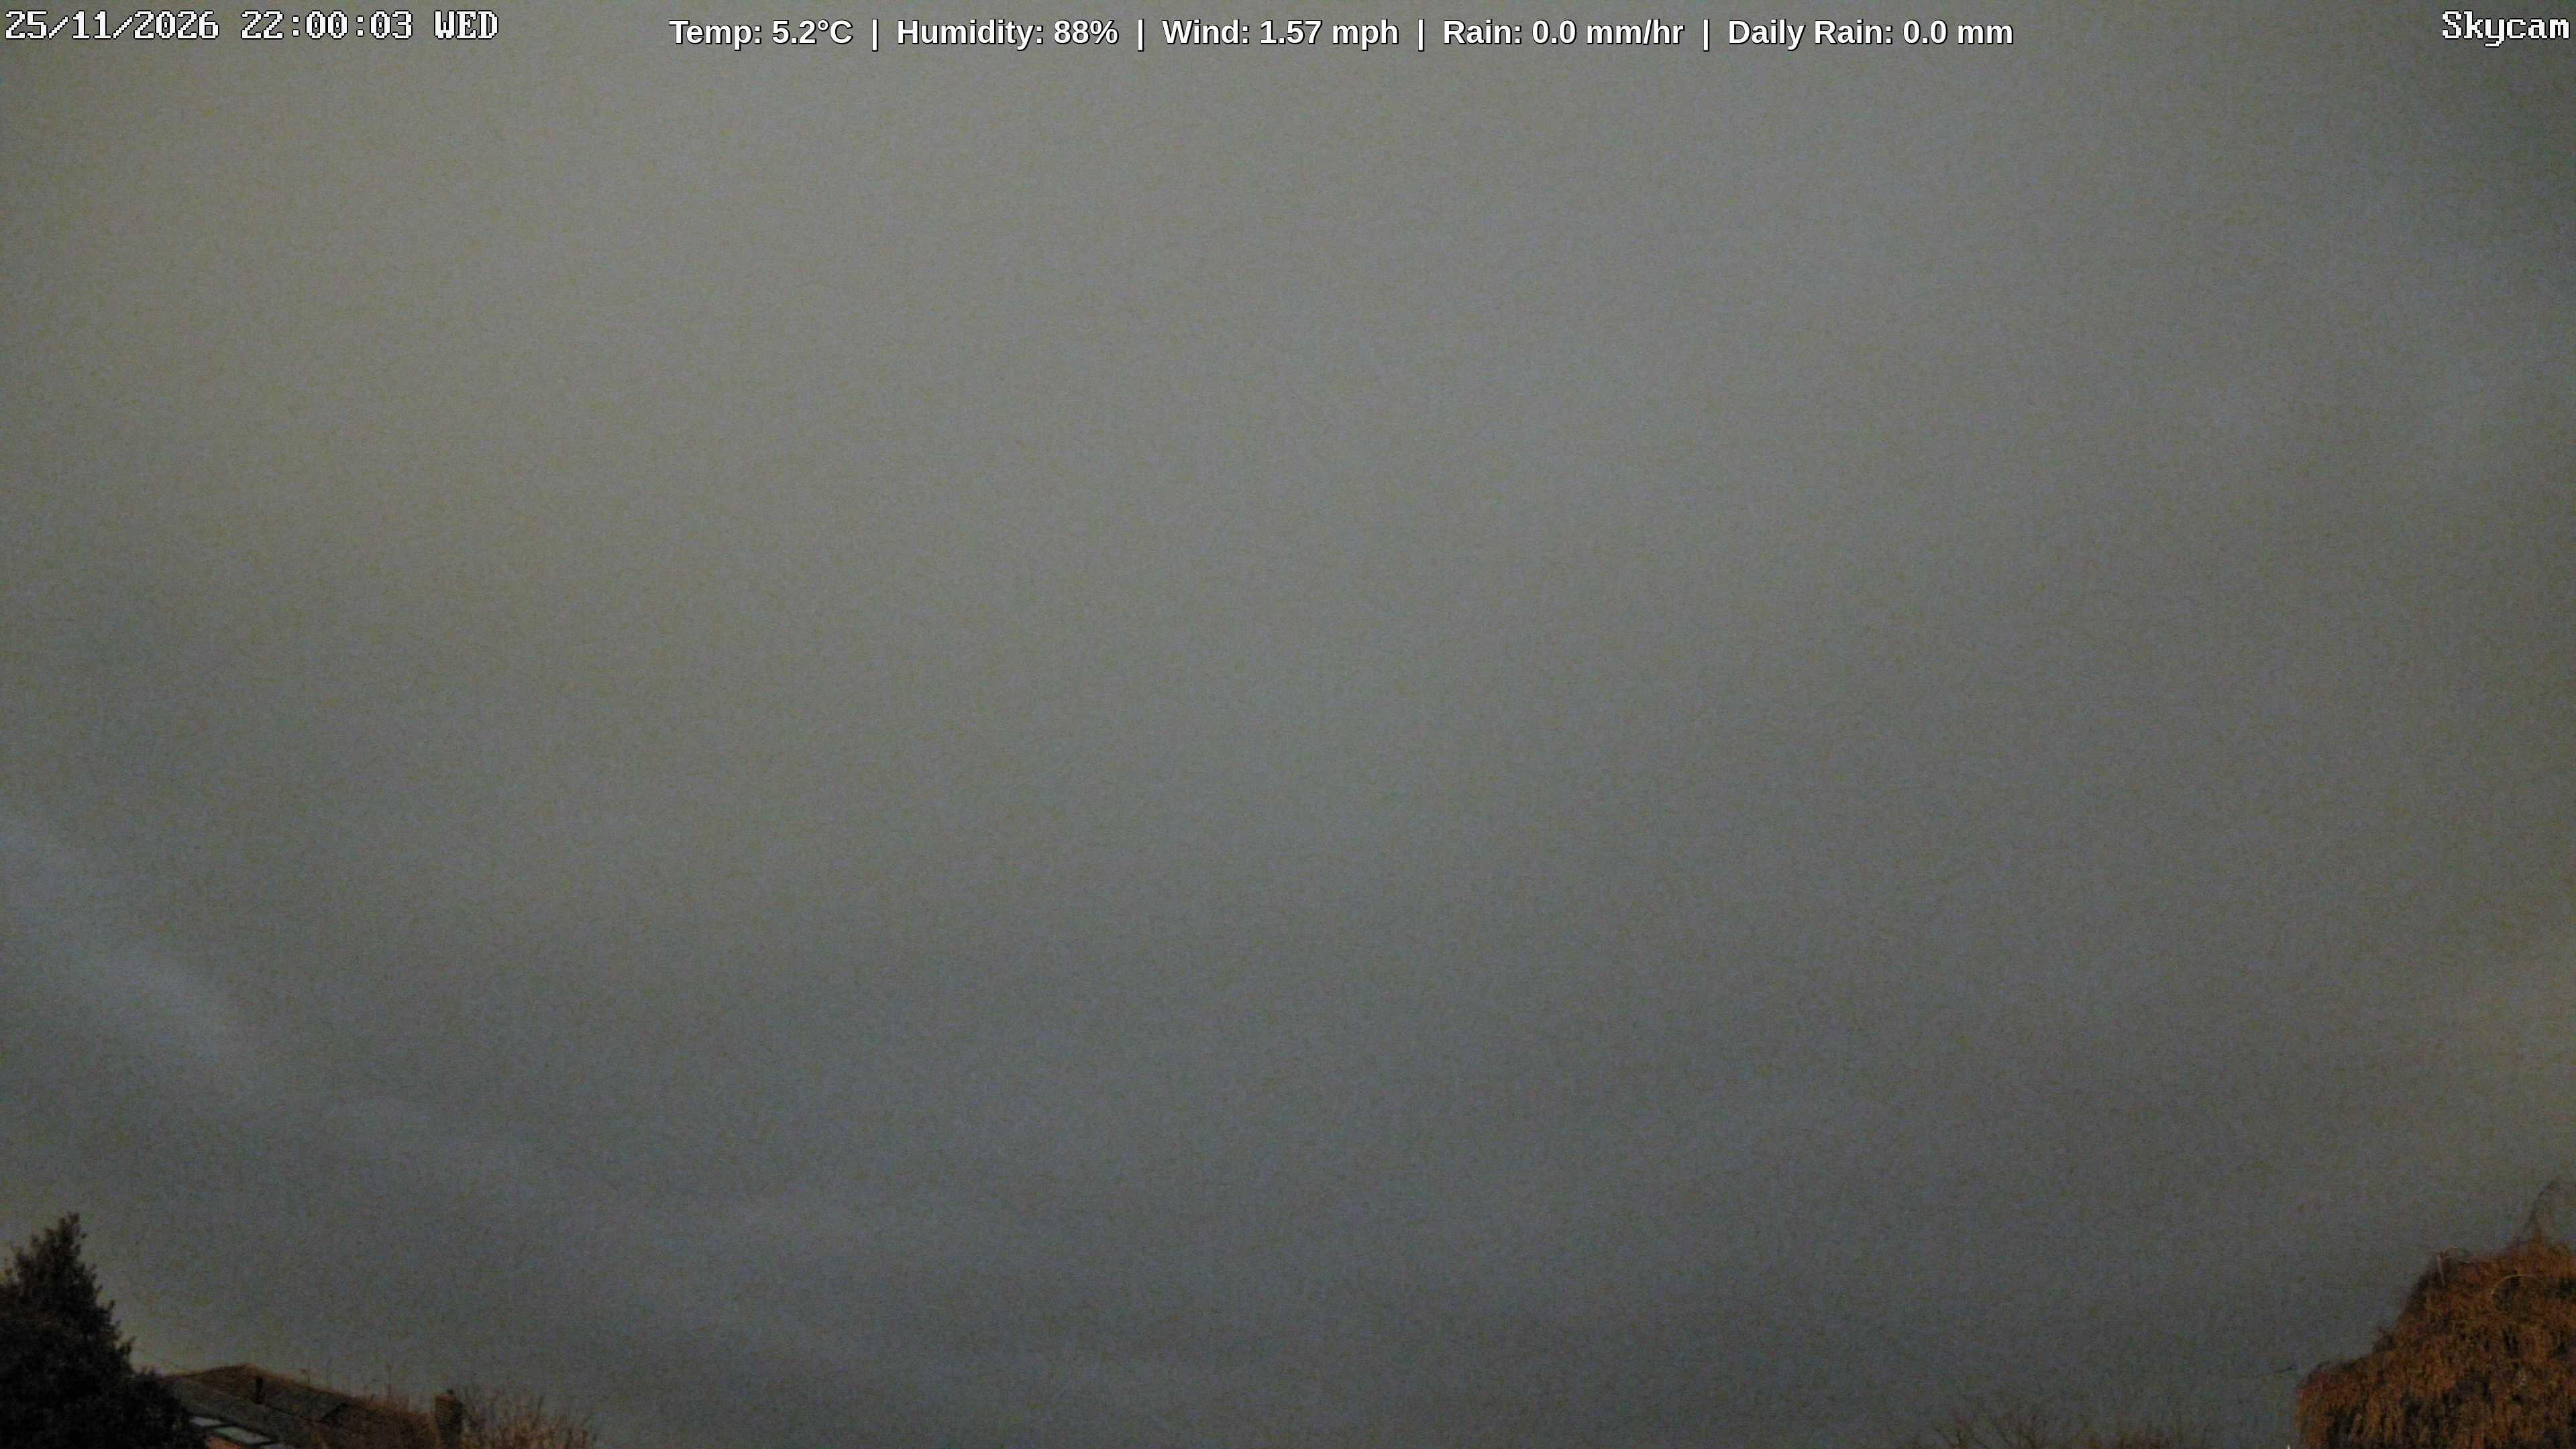 25/11/2026 22:00:03 WED
Temp: 5.2°C | Humidity: 88% | Wind: 1.57 mph | Rain: 0.0 mm/hr | Daily Rain: 0.0 mm
Skycam